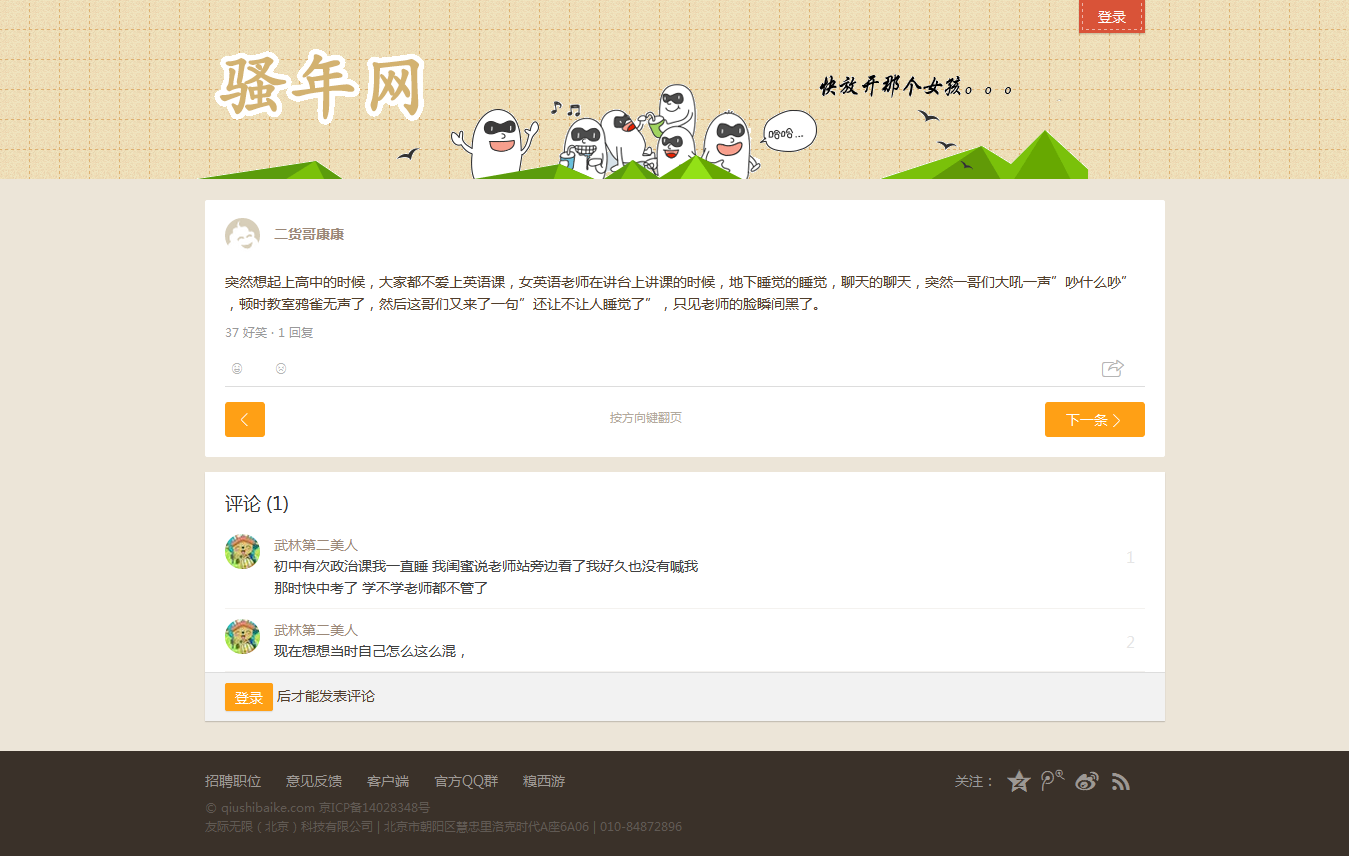 登录
骚年网
快放开那个女孩。。。
哈哈...
二货哥康康
突然想起上高中的时候，大家都不爱上英语课，女英语老师在讲台上讲课的时候，地下睡觉的睡觉，聊天的聊天，突然一哥们大吼一声”吵什么吵”
，顿时教室鸦雀无声了，然后这哥们又来了一句”还让不让人睡觉了”，只见老师的脸瞬间黑了。
37 好笑 · 1 回复
按方向键翻页
下一条
评论 (1)
武林第二美人
1
初中有次政治课我一直睡 我闺蜜说老师站旁边看了我好久也没有喊我
那时快中考了 学不学老师都不管了
武林第二美人
2
现在想想当时自己怎么这么混，
登录 后才能发表评论
招聘职位 意见反馈 客户端 官方QQ群 糗西游 关注：
© qiushibaike.com 京ICP备14028348号
友际无限（北京）科技有限公司 | 北京市朝阳区慧忠里洛克时代A座6A06 | 010-84872896